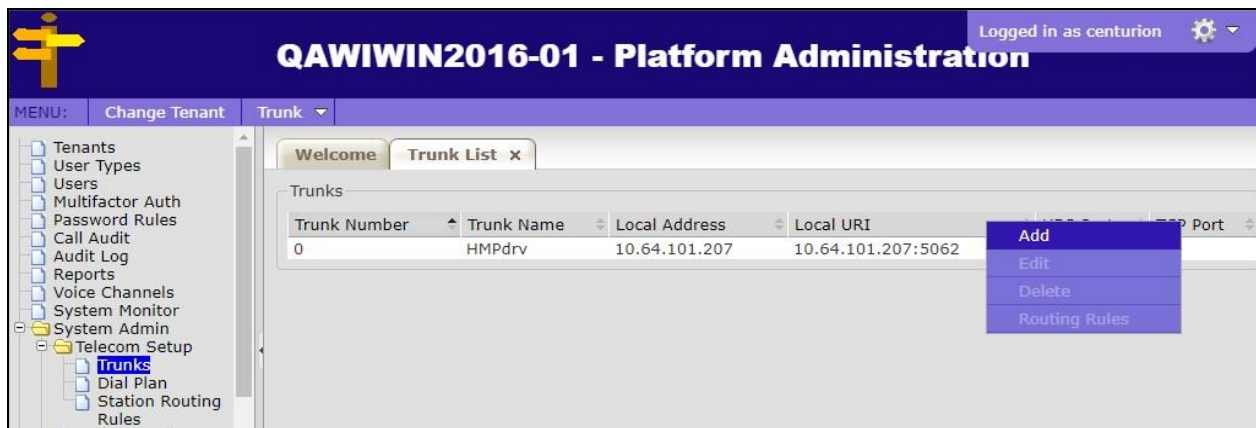 Logged in as centurion
QAWIWIN2016-01 - Platform Administration
MENU: Change Tenant Trunk
Tenants
User Types
Users
Multifactor Auth
Password Rules
Call Audit
Audit Log
Reports
Voice Channels
System Monitor
System Admin
Telecom Setup
Trunks
Dial Plan
Station Routing
Rules
Welcome Trunk List x
Trunks
Trunk Number Trunk Name Local Address Local URI Port
0 HMPdrv 10.64.101.207 10.64.101.207:5062
Add
Edit
Delete
Routing Rules